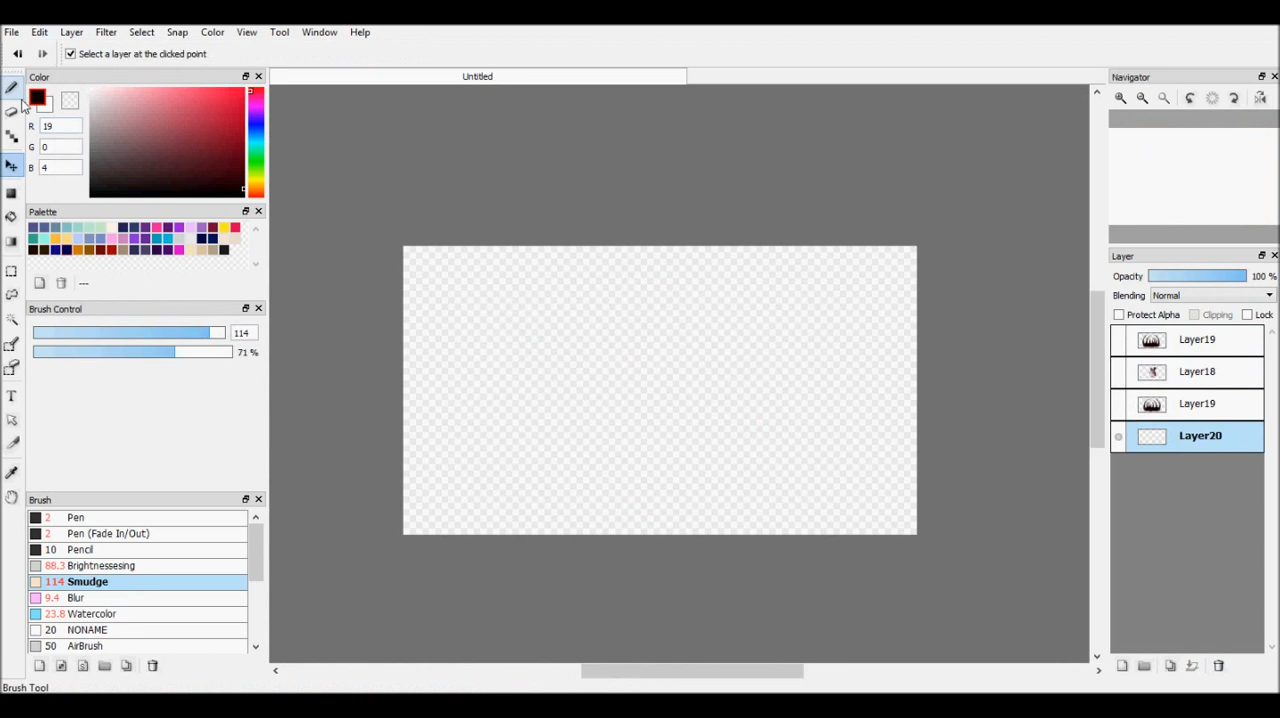 File Edit Layer Filter Select Snap Color View Tool Window Help
Select a layer at the clicked point
Color
Untitled
Navigator
R 19
G 0
B 4
Palette
---
Layer
Opacity 100 %
Blending Normal
Protect Alpha Clipping Lock
Brush Control
114
71 %
Layer19
Layer18
Layer19
Layer20
Brush
2 Pen
2 Pen (Fade In/Out)
10 Pencil
88.3 Brightnessesing
114 Smudge
9.4 Blur
23.8 Watercolor
20 NONAME
50 AirBrush
Brush Tool